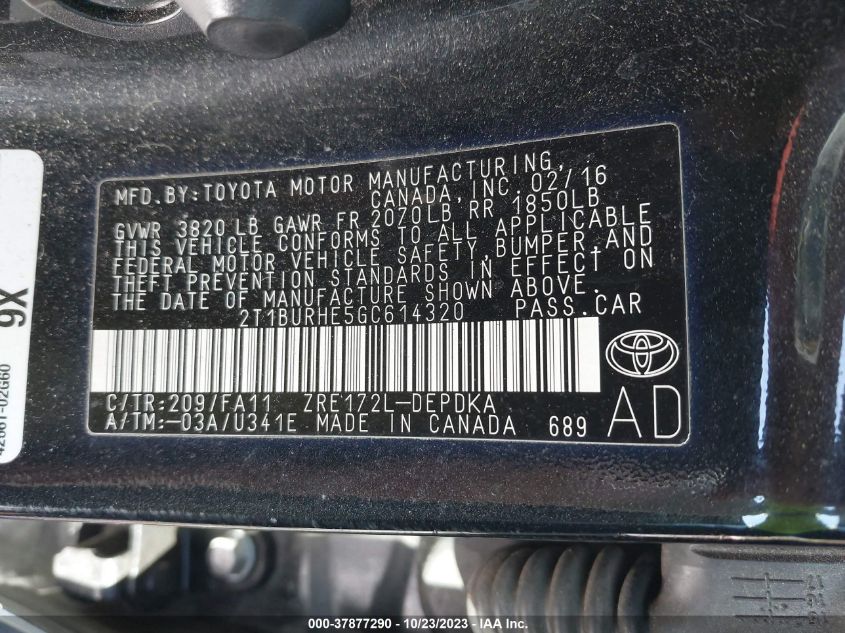 MFD.BY:TOYOTA MOTOR MANUFACTURING,
CANADA, INC. 02/16
GVWR 3820 LB GAWR FR 2070LB RR 1850LB
THIS VEHICLE CONFORMS TO ALL APPLICABLE
FEDERAL MOTOR VEHICLE SAFETY, BUMPER, AND
THEFT PREVENTION STANDARDS IN EFFECT ON
THE DATE OF MANUFACTURE SHOWN ABOVE.
2T1BURHE5GC614320 PASS.CAR
C/TR:209/FA11 ZRE172L-DEPDKA
A/TM:-03A/U341E MADE IN CANADA 689
AD
9X
42661-02G60
000-37877290 - 10/23/2023 - IAA Inc.